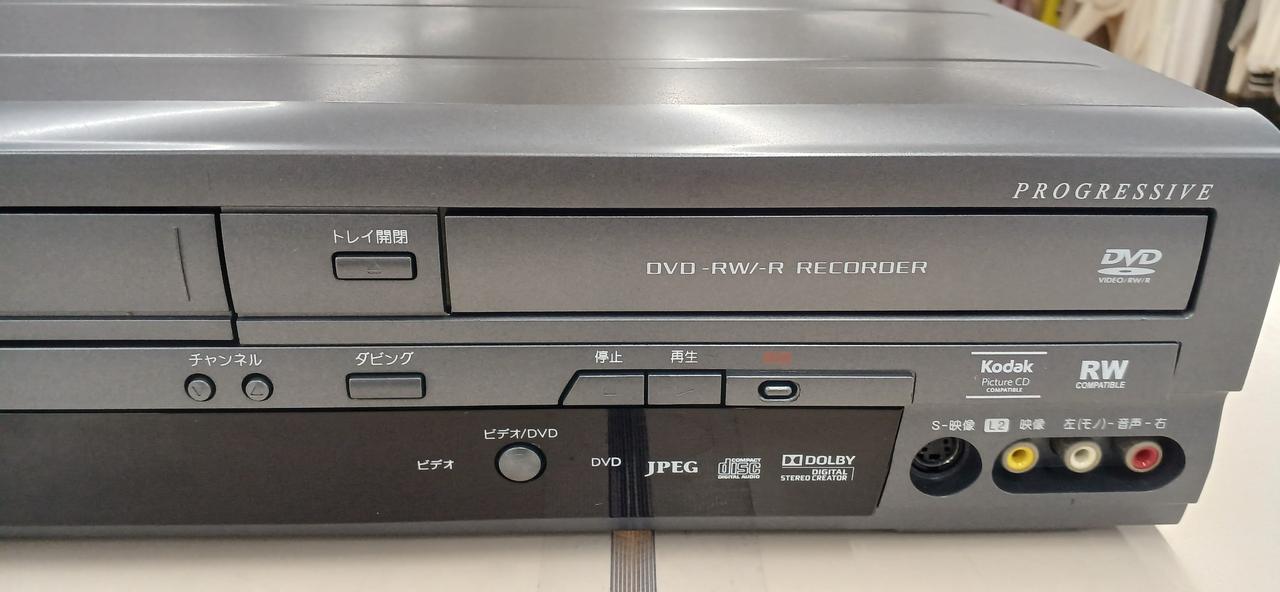 PROGRESSIVE
トレイ開閉
DVD-RW/-R RECORDER
DVD
VIDEO/RW/R
チャンネル
ダビング
停止
再生
Kodak
Picture CD
COMPATIBLE
RW
COMPATIBLE
S-映像 L2 映像 左(モノ)-音声-右
ビデオ/DVD
ビデオ
DVD
JPEG
COMPACT
disc
DIGITAL AUDIO
DOLBY
DIGITAL
STEREO CREATOR